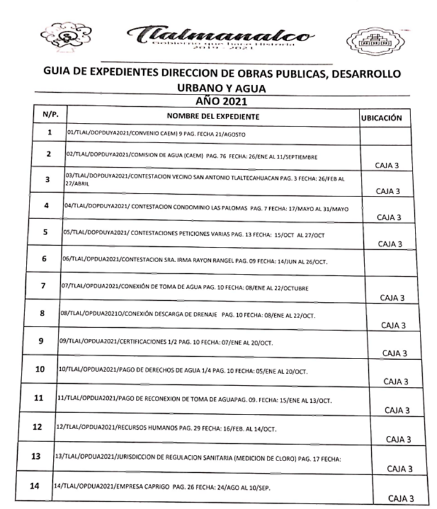 Tlalmanalco
Gobierno que hace Historia
2019 - 2021
GUIA DE EXPEDIENTES DIRECCION DE OBRAS PUBLICAS, DESARROLLO
URBANO Y AGUA
AÑO 2021
N/P. NOMBRE DEL EXPEDIENTE UBICACIÓN
1 01/TLAL/DOPDUYA2021/CONVENIO CAEM) 9 PAG. FECHA 21/AGOSTO
2 02/TLAL/DOPDUYA2021/COMISION DE AGUA (CAEM) PAG. 76 FECHA: 26/ENE AL 11/SEPTIEMBRE CAJA 3
3 03/TLAL/DOPDUYA2021/CONTESTACION VECINO SAN ANTONIO TLALTECAHUACAN PAG. 3 FECHA: 26/FEB AL
22/ABRIL CAJA 3
4 04/TLAL/DOPDUYA2021/ CONTESTACION CONDOMINIO LAS PALOMAS PAG. 7 FECHA: 17/MAYO AL 31/MAYO CAJA 3
5 05/TLAL/DOPDUYA2021/ CONTESTACIONES PETICIONES VARIAS PAG. 13 FECHA: 15/OCT AL 27/OCT CAJA 3
6 06/TLAL/OPDUA2021/CONTESTACION SRA. IRMA RAYON RANGEL PAG. 09 FECHA: 14/JUN AL 26/OCT.
7 07/TLAL/OPDUA2021/CONEXIÓN DE TOMA DE AGUA PAG. 10 FECHA: 08/ENE AL 22/OCTUBRE CAJA 3
8 08/TLAL/OPDUA2021O/CONEXIÓN DESCARGA DE DRENAJE PAG. 10 FECHA: 08/ENE AL 22/OCT. CAJA 3
9 09/TLAL/OPDUA2021/CERTIFICACIONES 1/2 PAG. 10 FECHA: 07/ENE AL 20/OCT. CAJA 3
10 10/TLAL/OPDUA2021/PAGO DE DERECHOS DE AGUA 1/4 PAG. 10 FECHA: 05/ENE AL 20/OCT. CAJA 3
11 11/TLAL/OPDUA2021/PAGO DE RECONEXION DE TOMA DE AGUAPAG. 09. FECHA: 15/ENE AL 13/OCT. CAJA 3
12 12/TLAL/OPDUA2021/RECURSOS HUMANOS PAG. 29 FECHA: 16/FEB. AL 14/OCT. CAJA 3
13 13/TLAL/OPDUA2021/JURISDICCION DE REGULACION SANITARIA (MEDICION DE CLORO) PAG. 17 FECHA: CAJA 3
14 14/TLAL/OPDUA2021/EMPRESA CAPRIGO PAG. 26 FECHA: 24/AGO AL 10/SEP. CAJA 3